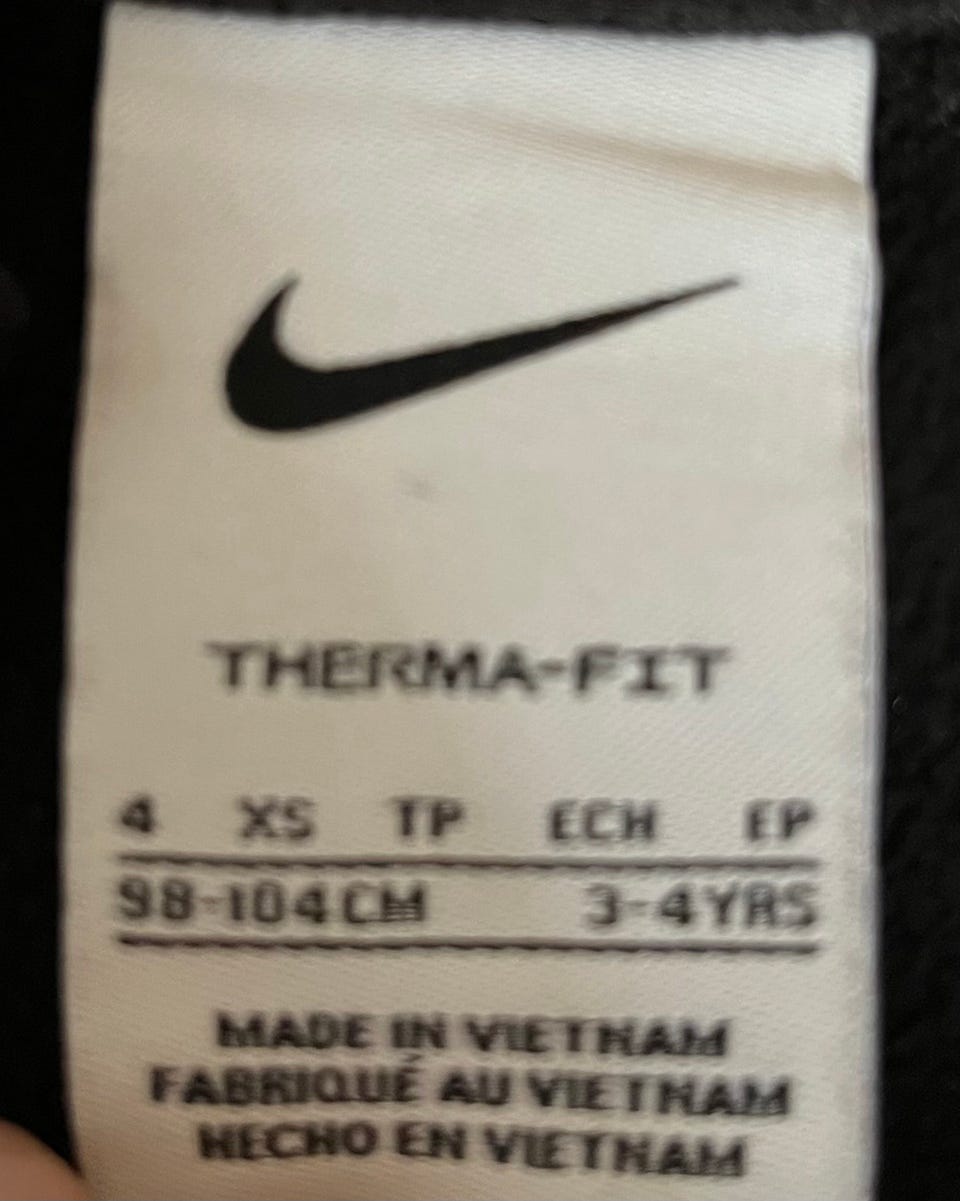 THERMA-FIT
4 XS TP ECH EP
98-104CM 3-4YRS
MADE IN VIETNAM
FABRIQUÉ AU VIETNAM
HECHO EN VIETNAM